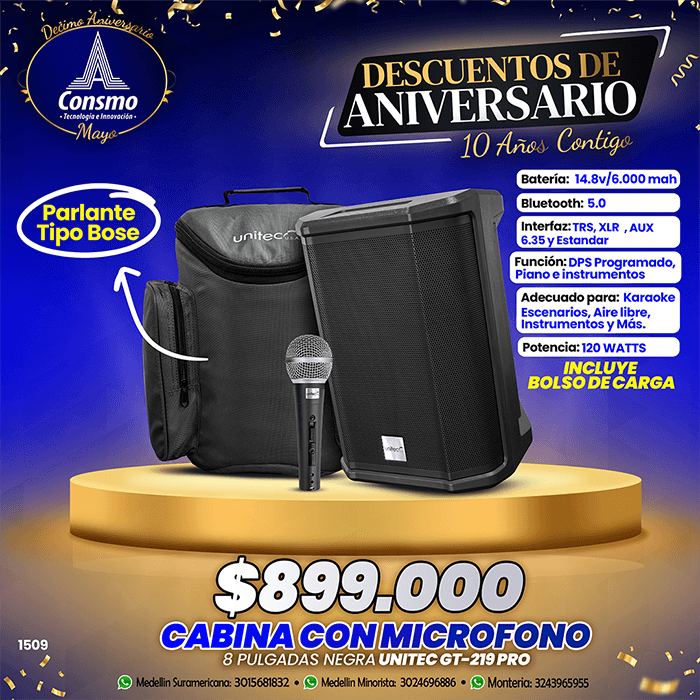 Decimo Aniversario
Consmo
• Tecnología e Innovación •
Mayo
DESCUENTOS DE
ANIVERSARIO
10 Años Contigo
Parlante
Tipo Bose
unitec
Batería: 14.8v/6.000 mah
Bluetooth: 5.0
Interfaz: TRS, XLR , AUX
6.35 y Estandar
Función: DPS Programado,
Piano e instrumentos
Adecuado para: Karaoke
Escenarios, Aire libre,
Instrumentos y Más.
Potencia: 120 WATTS
INCLUYE
BOLSO DE CARGA
unitec
unitec
$899.000
CABINA CON MICROFONO
8 PULGADAS NEGRA UNITEC GT-219 PRO
1509
Medellin Suramericana: 3015681832 • Medellin Minorista: 3024696886 • Monteria: 3243965955